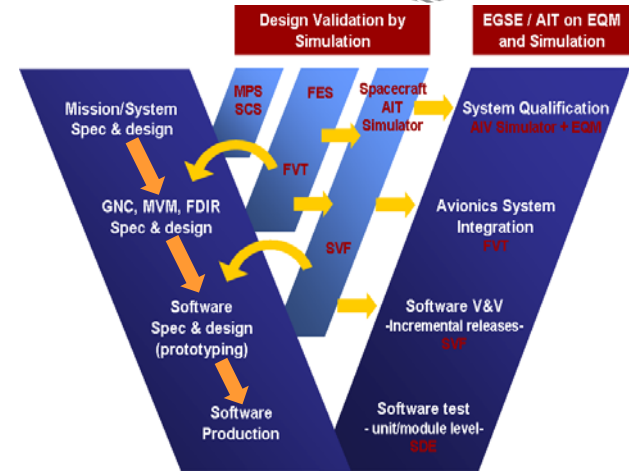 Design Validation by
Simulation
EGSE / AIT on EQM
and Simulation
MPS
SCS
FES
Spacecraft
AIT
Simulator
Mission/System
Spec & design
System Qualification
AIV Simulator + EQM
FVT
GNC, MVM, FDIR
Spec & design
Avionics System
Integration
FVT
SVF
Software
Spec & design
(prototyping)
Software V&V
-Incremental releases-
SVF
Software
Production
Software test
- unit/module level-
SDE